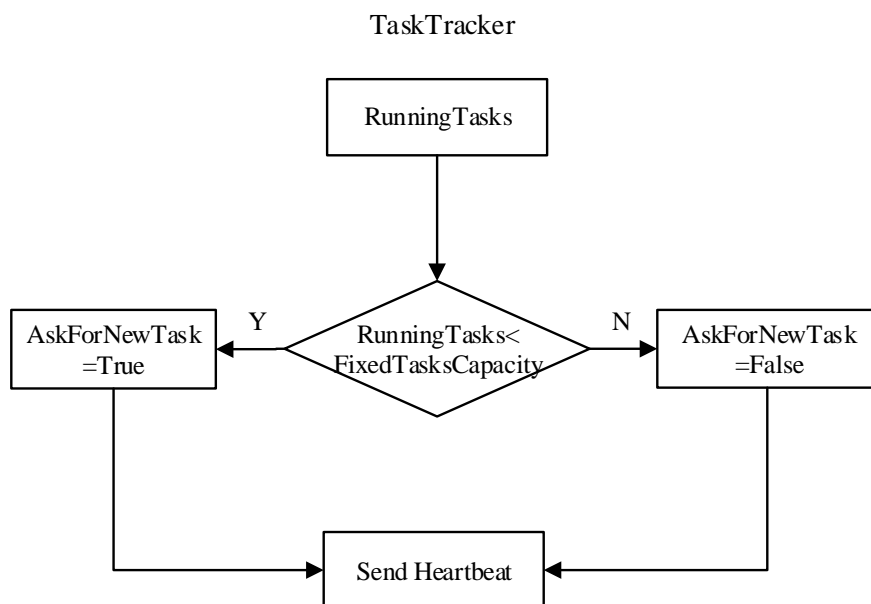 TaskTracker
RunningTasks
Y
N
AskForNewTask
=True
RunningTasks<
FixedTasksCapacity
AskForNewTask
=False
Send Heartbeat